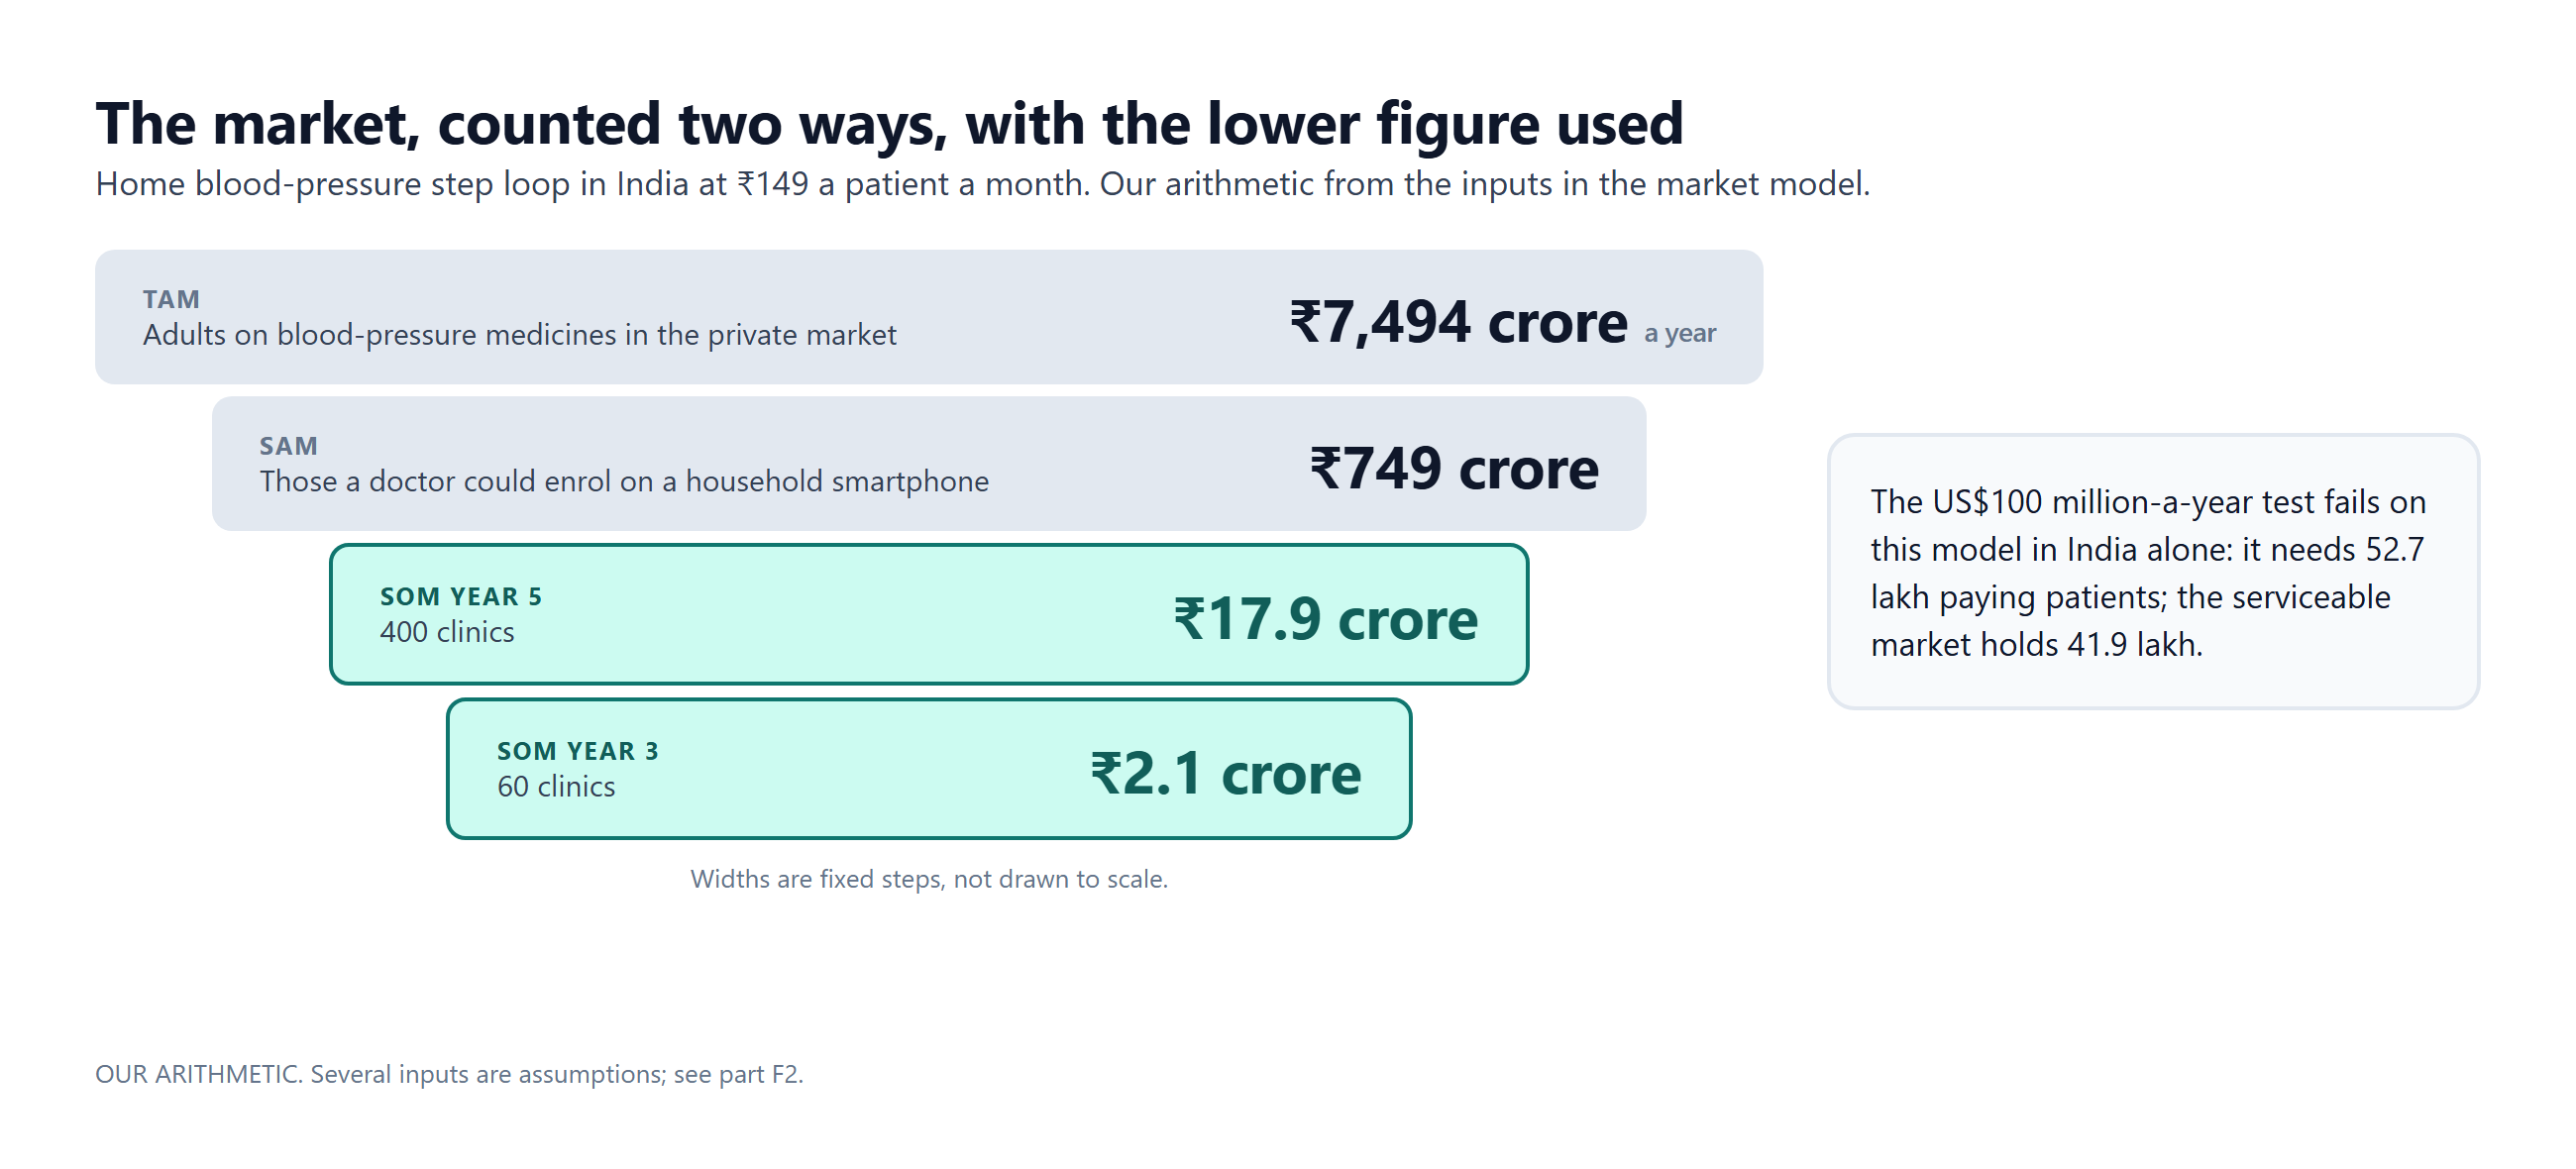 The market, counted two ways, with the lower figure used
Home blood-pressure step loop in India at ₹149 a patient a month. Our arithmetic from the inputs in the market model.
TAM
Adults on blood-pressure medicines in the private market
₹7,494 crore a year
SAM
Those a doctor could enrol on a household smartphone
₹749 crore
SOM YEAR 5
400 clinics
₹17.9 crore
SOM YEAR 3
60 clinics
₹2.1 crore
Widths are fixed steps, not drawn to scale.
The US$100 million-a-year test fails on
this model in India alone: it needs 52.7
lakh paying patients; the serviceable
market holds 41.9 lakh.
OUR ARITHMETIC. Several inputs are assumptions; see part F2.